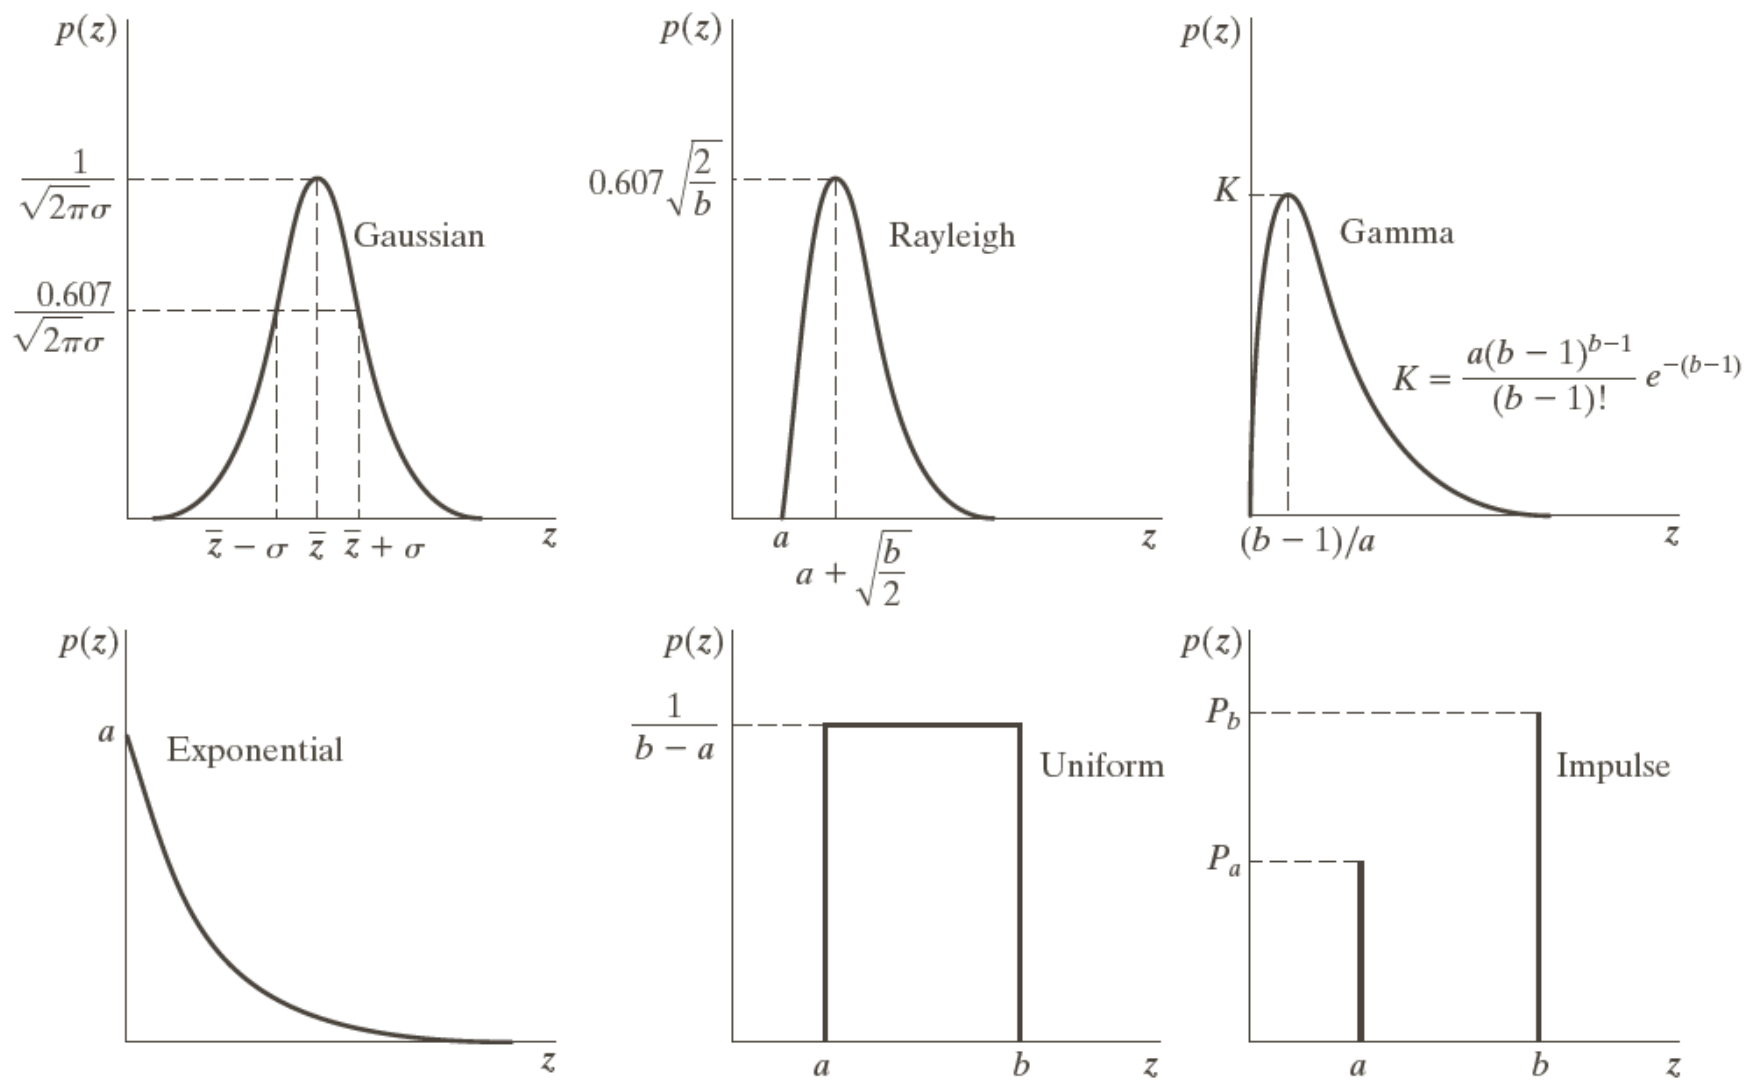 p(z)
1/√2πσ
Gaussian
0.607/√2πσ
z̄ − σ z̄ z̄ + σ z
p(z)
0.607√(2/b)
Rayleigh
a z
a + √(b/2)
p(z)
K
Gamma
K = a(b − 1)^{b−1}/(b − 1)! e^{−(b−1)}
(b − 1)/a z
p(z)
a
Exponential
z
p(z)
1/(b − a)
Uniform
a b z
p(z)
P_b
Impulse
P_a
a b z